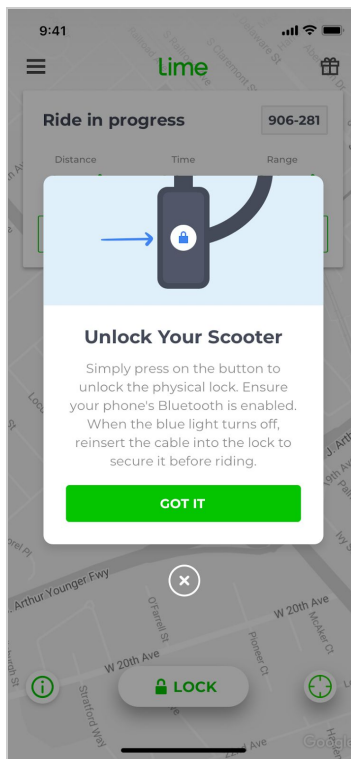 9:41
Lime
Ride in progress
906-281
Distance
Time
Range
Unlock Your Scooter
Simply press on the button to
unlock the physical lock. Ensure
your phone's Bluetooth is enabled.
When the blue light turns off,
reinsert the cable into the lock to
secure it before riding.
GOT IT
Arthur Younger Fwy
O'Farrell St
W 20th Ave
McAker Ct
Pioneer Ct
W 20th Ave
Stratford Way
LOCK
Google